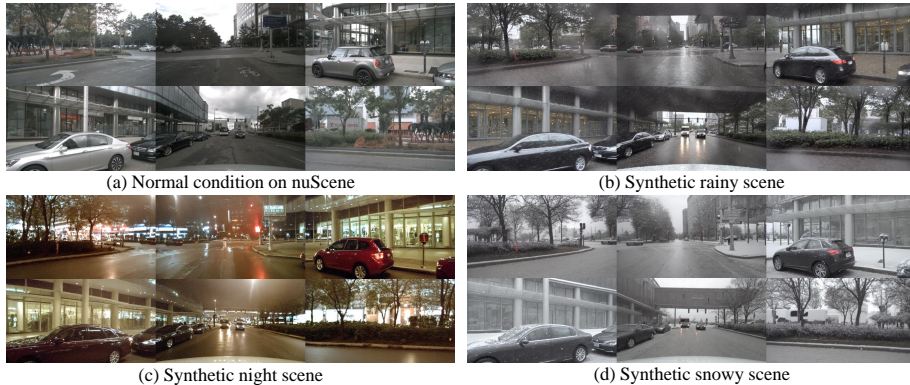 (a) Normal condition on nuScene
(b) Synthetic rainy scene
(c) Synthetic night scene
(d) Synthetic snowy scene